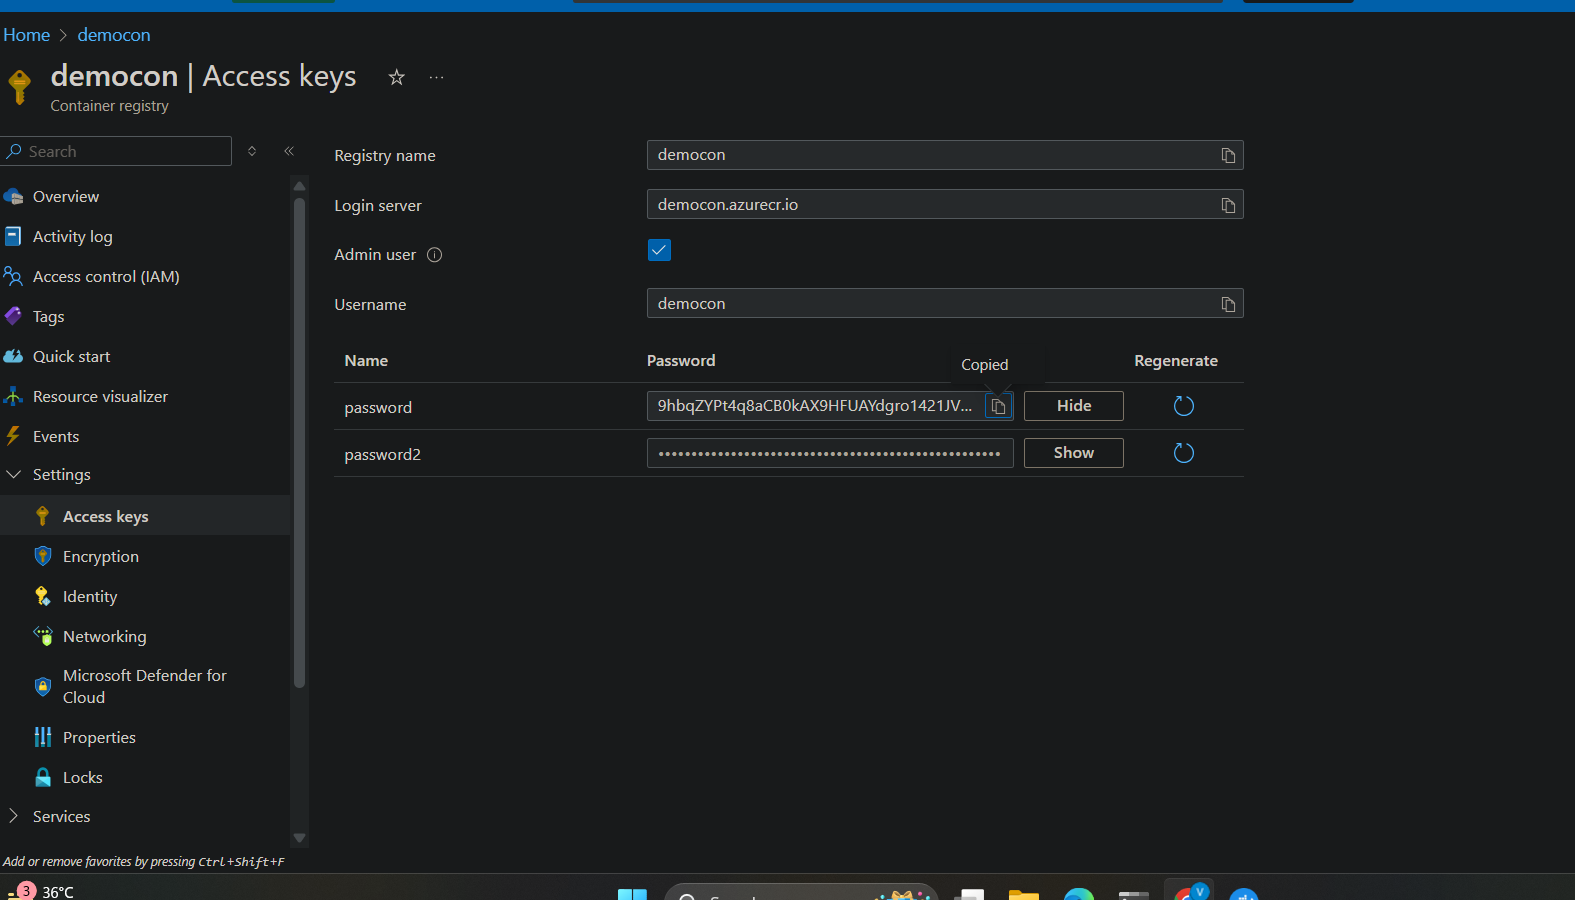 Home > democon
democon | Access keys
Container registry
Search
Overview
Activity log
Access control (IAM)
Tags
Quick start
Resource visualizer
Events
Settings
Access keys
Encryption
Identity
Networking
Microsoft Defender for
Cloud
Properties
Locks
Services
Add or remove favorites by pressing Ctrl+Shift+F
Registry name democon
Login server democon.azurecr.io
Admin user
Username democon
Name Password Copied Regenerate
password 9hbqZYPt4q8aCB0kAX9HFUAYdgro1421JV... Hide
password2 Show
3 36°C
V